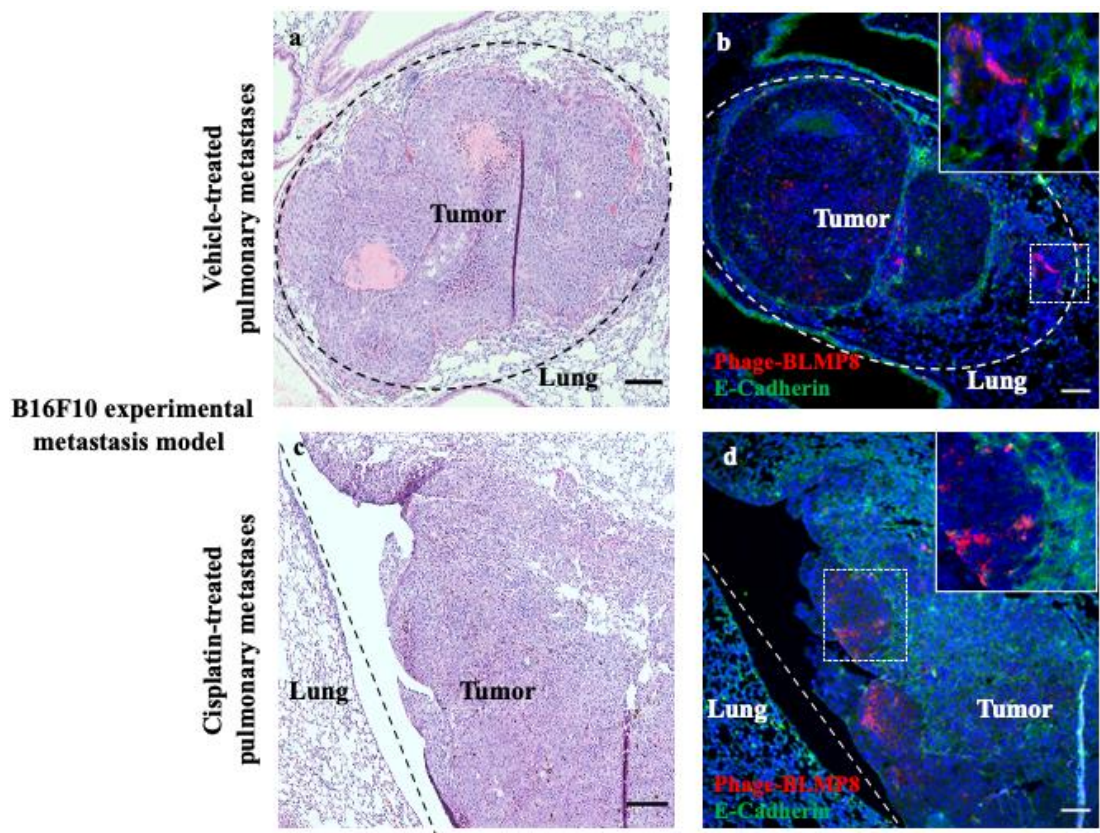 B16F10 experimental
metastasis model
Vehicle-treated
pulmonary metastases
a
Tumor
Lung
b
Tumor
Phage-BLMP8
E-Cadherin
Lung
Cisplatin-treated
pulmonary metastases
c
Lung
Tumor
d
Lung
Tumor
Phage-BLMP8
E-Cadherin